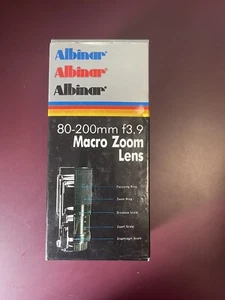 Albinar
Albinar
Albinar
80-200mm f3.9
Macro Zoom
Lens
Focusing Ring
Zoom Ring
Distance Scale
Zoom Scale
Diaphragm Scale